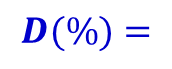 D(%) =